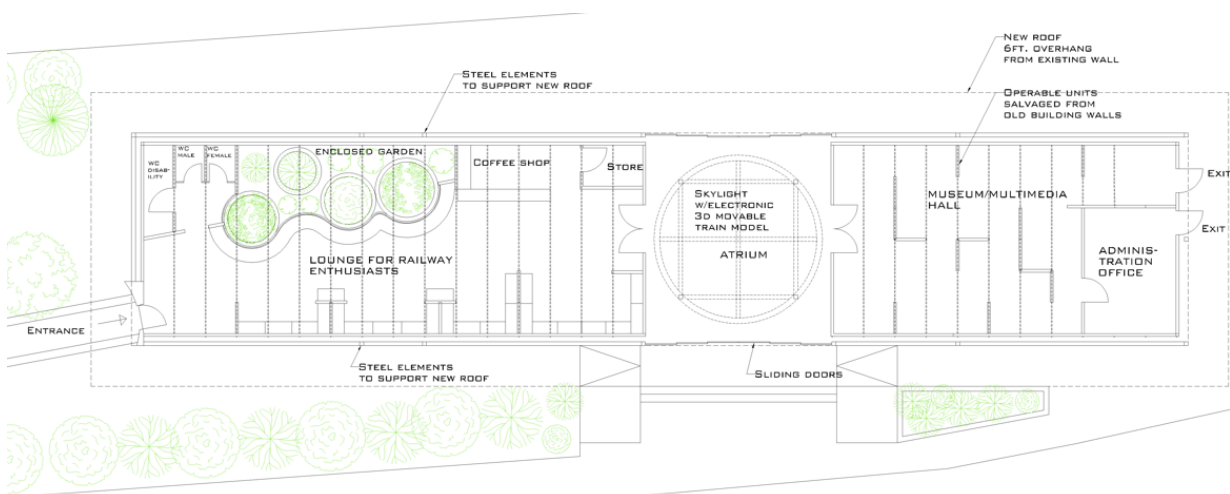 NEW ROOF
6FT. OVERHANG
FROM EXISTING WALL
STEEL ELEMENTS
TO SUPPORT NEW ROOF
OPERABLE UNITS
SALVAGED FROM
OLD BUILDING WALLS
WC
DISAB-
ILITY
WC
MALE
WC
FEMALE
ENCLOSED GARDEN
COFFEE SHOP
STORE
SKYLIGHT
W/ELECTRONIC
3D MOVABLE
TRAIN MODEL
ATRIUM
MUSEUM/MULTIMEDIA
HALL
EXIT
EXIT
ADMINIS-
TRATION
OFFICE
LOUNGE FOR RAILWAY
ENTHUSIASTS
ENTRANCE
STEEL ELEMENTS
TO SUPPORT NEW ROOF
SLIDING DOORS